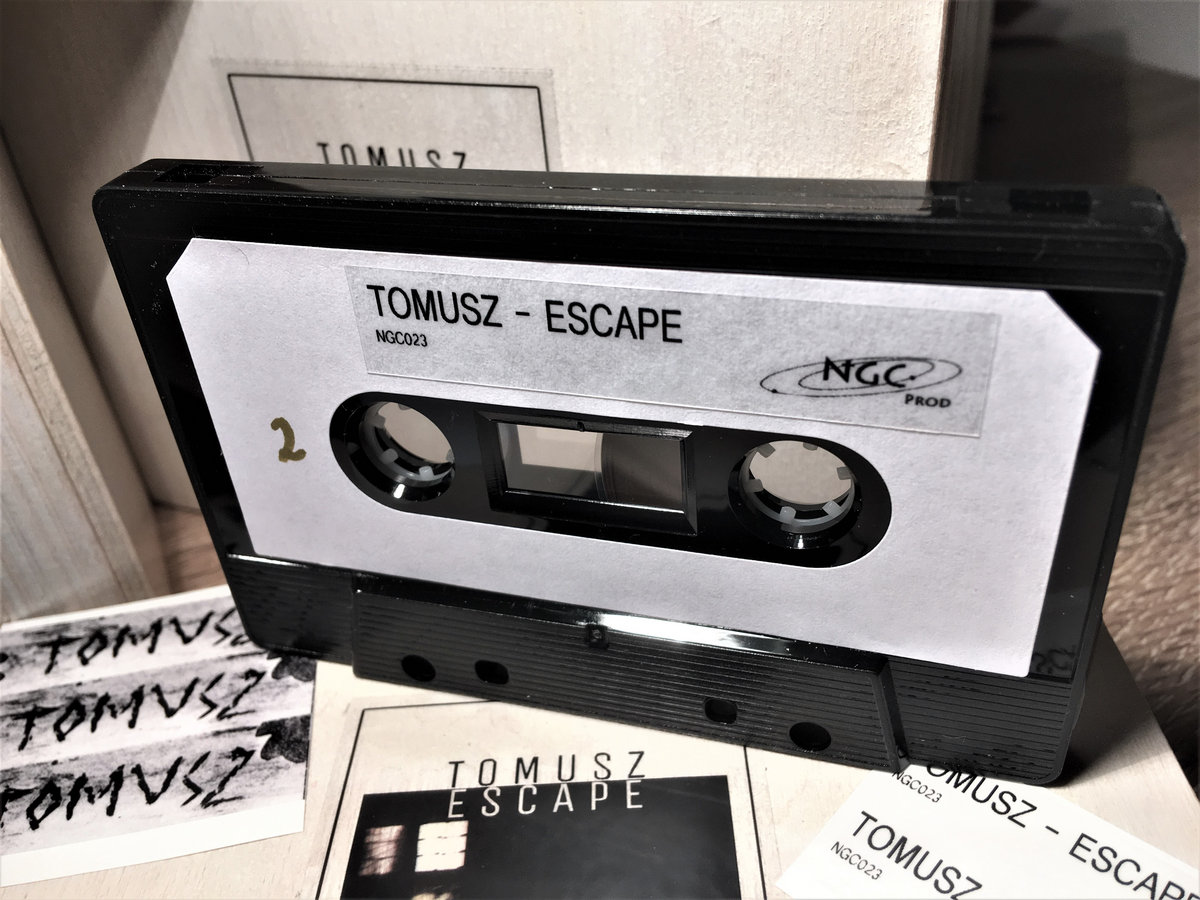 TOMUSZ
TOMUSZ - ESCAPE
NGC023
NGC
PROD
2
TOMUSZ
TOMUSZ
TOMUSZ
TOMUSZ
ESCAPE
TOMUSZ - ESCAPE
NGC023
TOMUSZ
NGC023